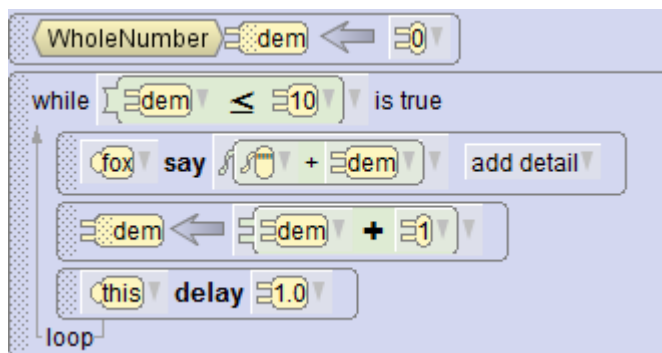 WholeNumber dem 0
while dem ≤ 10 is true
fox say + dem add detail
dem dem + 1
this delay 1.0
loop